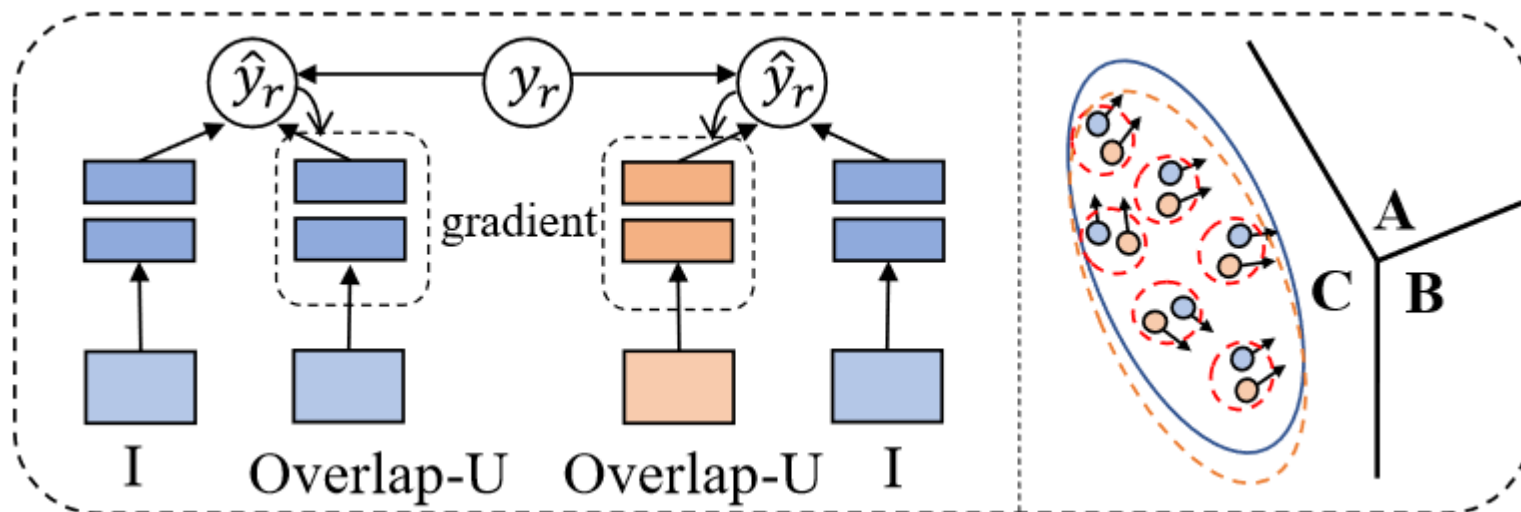 ŷr
yr
ŷr
gradient
I
Overlap-U
Overlap-U
I
A
C
B